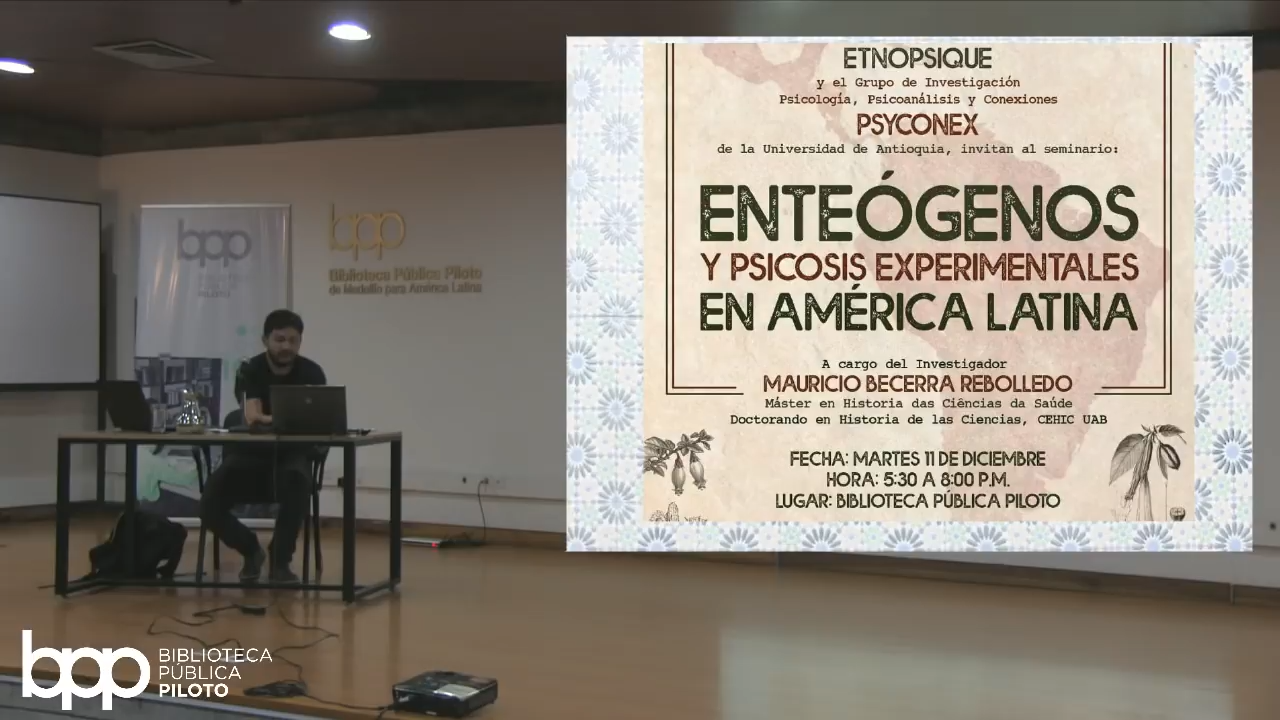 ETNOPSIQUE
y el Grupo de Investigación
Psicología, Psicoanálisis y Conexiones
PSYCONEX
de la Universidad de Antioquia, invitan al seminario:
ENTEÓGENOS
Y PSICOSIS EXPERIMENTALES
EN AMÉRICA LATINA
A cargo del Investigador
MAURICIO BECERRA REBOLLEDO
Máster en Historia das Ciências da Saúde
Doctorando en Historia de las Ciencias, CEHIC UAB
FECHA: MARTES 11 DE DICIEMBRE
HORA: 5:30 A 8:00 P.M.
LUGAR: BIBLIOTECA PÚBLICA PILOTO
bpp
bpp
Biblioteca Pública Piloto
de Medellín para América Latina
bpp
BIBLIOTECA
PÚBLICA
PILOTO